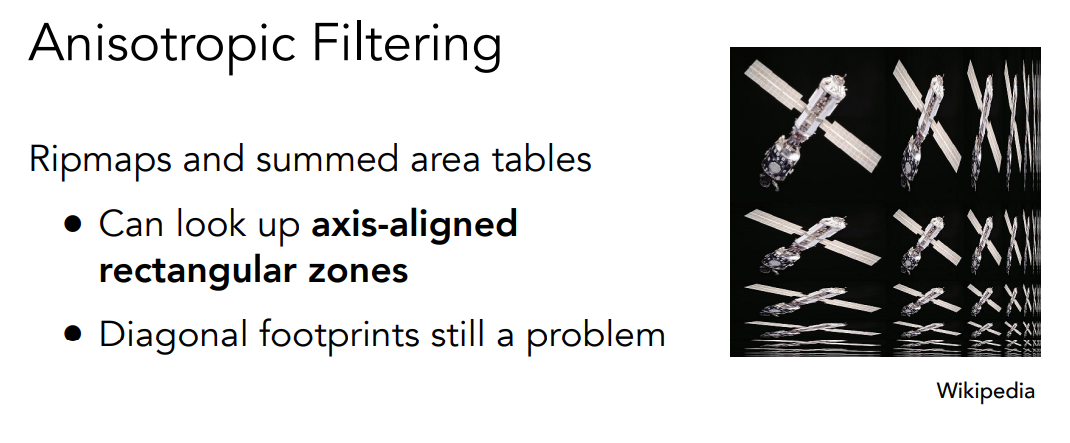 Anisotropic Filtering
Ripmaps and summed area tables
• Can look up axis-aligned
rectangular zones
• Diagonal footprints still a problem
Wikipedia